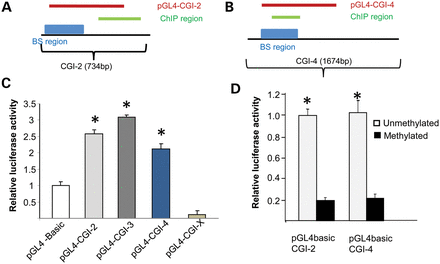 A
pGL4-CGI-2
ChIP region
BS region
CGI-2 (734bp)
B
pGL4-CGI-4
ChIP region
BS region
CGI-4 (1674bp)
C
Relative luciferase activity
3.5
3
2.5
2
1.5
1
0.5
0
*
*
*
pGL4 -Basic
pGL4-CGI-2
pGL4-CGI-3
pGL4-CGI-4
pGL4-CGI-X
D
Relative luciferase activity
1.2
1.0
0.8
0.6
0.4
0.2
*
*
Unmethylated
Methylated
pGL4basic
CGI-2
pGL4basic
CGI-4